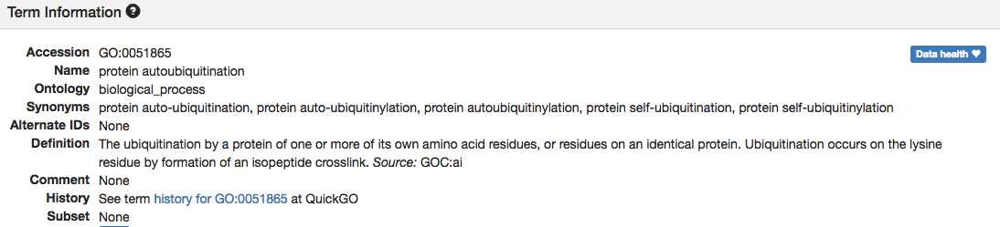 Term Information ?
Accession GO:0051865
Data health
Name protein autoubiquitination
Ontology biological_process
Synonyms protein auto-ubiquitination, protein auto-ubiquitinylation, protein autoubiquitinylation, protein self-ubiquitination, protein self-ubiquitinylation
Alternate IDs None
Definition The ubiquitination by a protein of one or more of its own amino acid residues, or residues on an identical protein. Ubiquitination occurs on the lysine
residue by formation of an isopeptide crosslink. Source: GOC:ai
Comment None
History See term history for GO:0051865 at QuickGO
Subset None